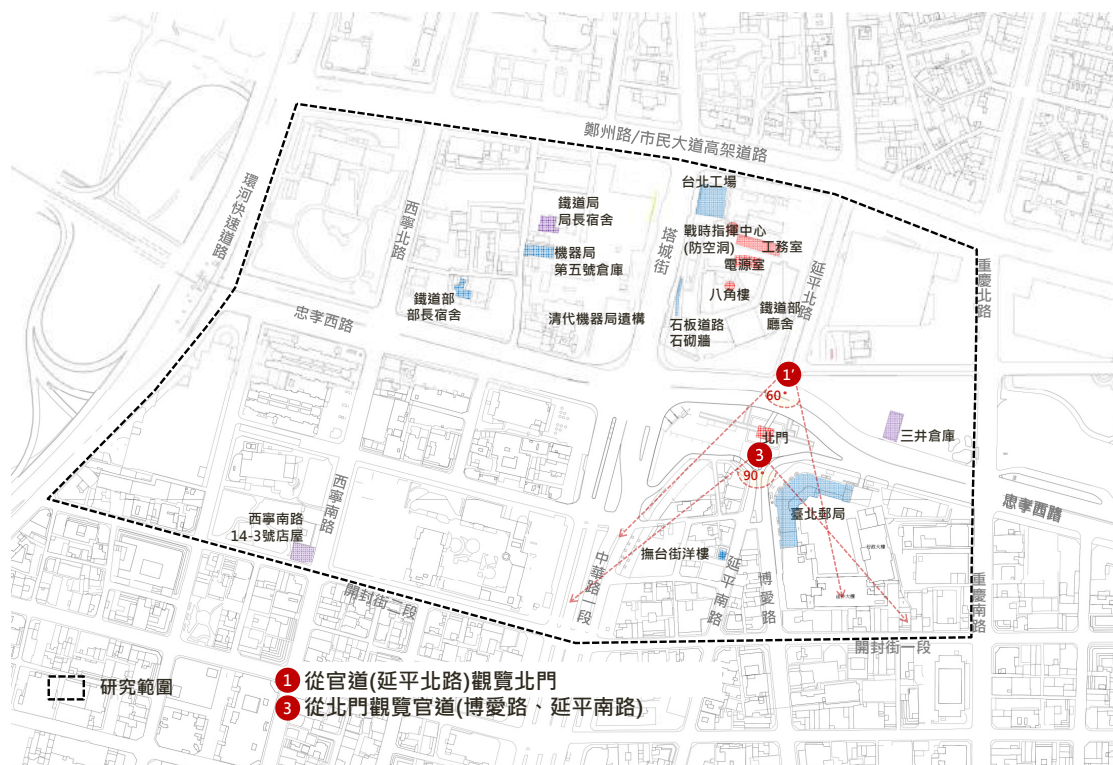 鄭州路/市民大道高架道路
環河快速道路
西寧北路
鐵道局
局長宿舍
機器局
第五號倉庫
鐵道部
部長宿舍
清代機器局遺構
忠孝西路
塔城街
台北工場
戰時指揮中心
(防空洞)
工務室
電源室
八角樓
石板道路
石砌牆
鐵道部
廳舍
延平北路
重慶北路
1’
60°
北門
三井倉庫
3
90°
臺北郵局
行政大樓
忠孝西路
西寧南路
14-3號店屋
西寧南路
中華路一段
撫台街洋樓
延平南路
博愛路
重慶南路
開封街二段
開封街一段
研究範圍
1 從官道(延平北路)觀覽北門
3 從北門觀覽官道(博愛路、延平南路)